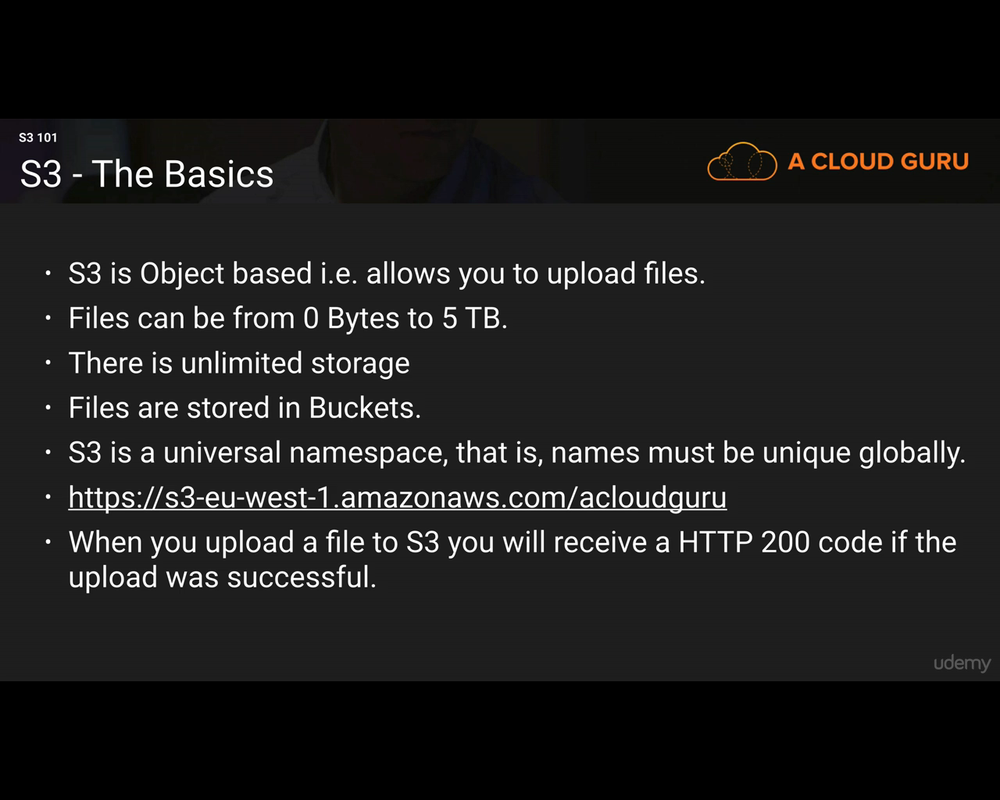 S3 101
S3 - The Basics
A CLOUD GURU
• S3 is Object based i.e. allows you to upload files.
• Files can be from 0 Bytes to 5 TB.
• There is unlimited storage
• Files are stored in Buckets.
• S3 is a universal namespace, that is, names must be unique globally.
• https://s3-eu-west-1.amazonaws.com/acloudguru
• When you upload a file to S3 you will receive a HTTP 200 code if the
upload was successful.
udemy